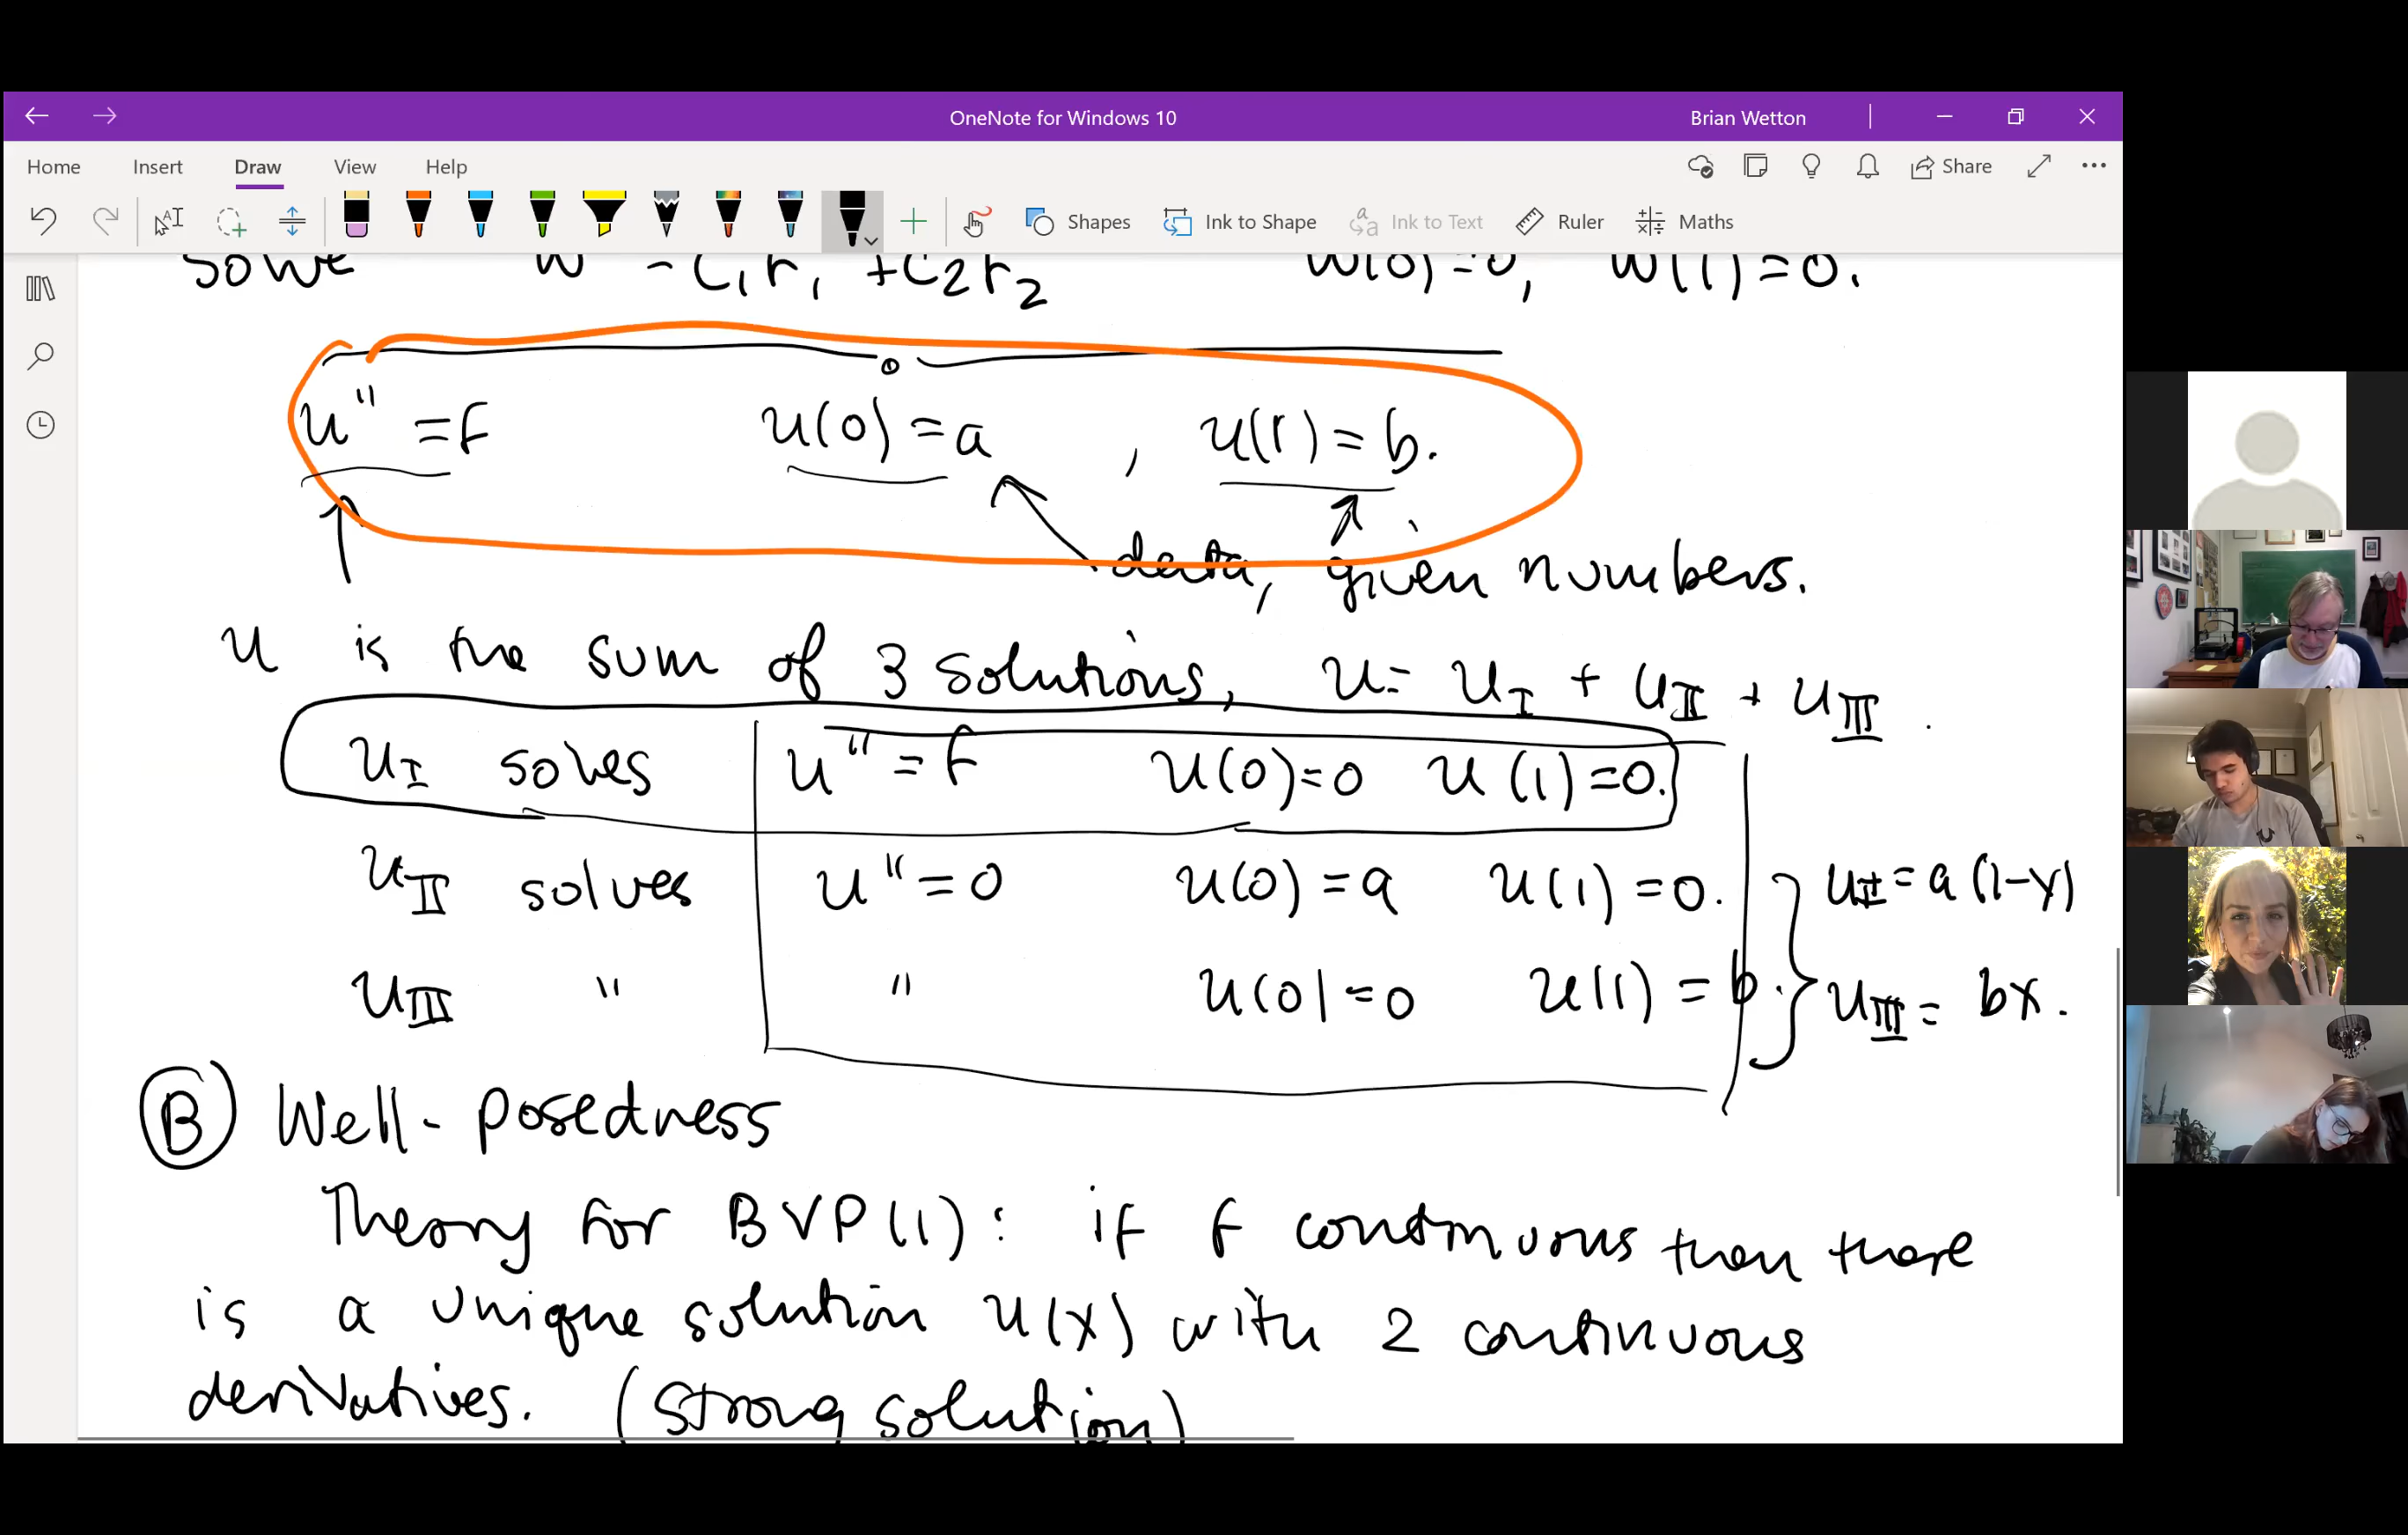 OneNote for Windows 10 Brian Wetton
Home Insert Draw View Help Share
Shapes Ink to Shape Ink to Text Ruler Maths
solve w" = c₁f₁ + c₂f₂ w(0)=0, w(1)=0.
u" = f u(0) = a , u(1) = b.
data, given numbers.
u is the sum of 3 solutions, u = u_I + u_II + u_III .
u_I solves u" = f u(0)=0 u(1)=0.
u_II solves u" = 0 u(0) = a u(1) = 0. u_II = a(1-x)
u_III " " u(0) = 0 u(1) = b. u_III = bx.
B Well-posedness
Theory for BVP(1): if f continuous then there
is a unique solution u(x) with 2 continuous
derivatives. (strong solution)